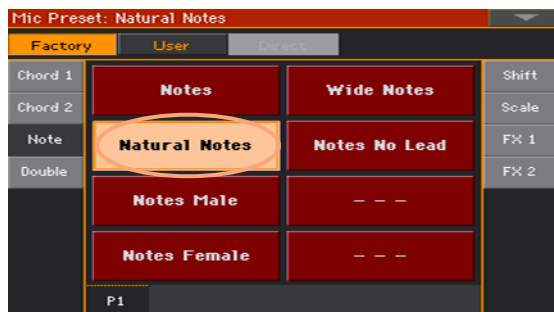 Mic Preset: Natural Notes
Factory User Direct
Chord 1
Chord 2
Note
Double
Notes
Wide Notes
Natural Notes
Notes No Lead
Notes Male
- - -
Notes Female
- - -
Shift
Scale
FX 1
FX 2
P1